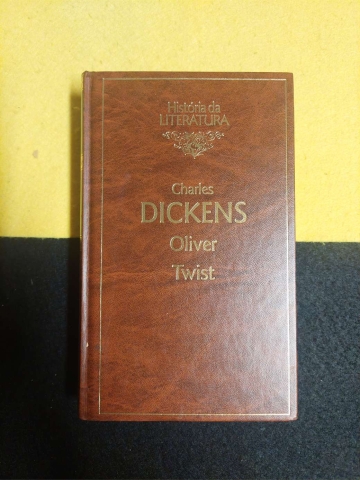 História da
LITERATURA
Charles
DICKENS
Oliver
Twist